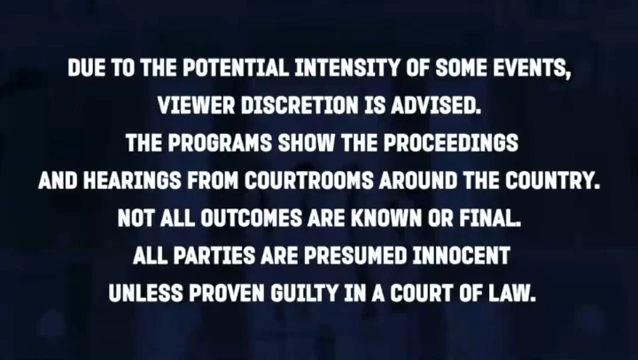 DUE TO THE POTENTIAL INTENSITY OF SOME EVENTS,
VIEWER DISCRETION IS ADVISED.
THE PROGRAMS SHOW THE PROCEEDINGS
AND HEARINGS FROM COURTROOMS AROUND THE COUNTRY.
NOT ALL OUTCOMES ARE KNOWN OR FINAL.
ALL PARTIES ARE PRESUMED INNOCENT
UNLESS PROVEN GUILTY IN A COURT OF LAW.